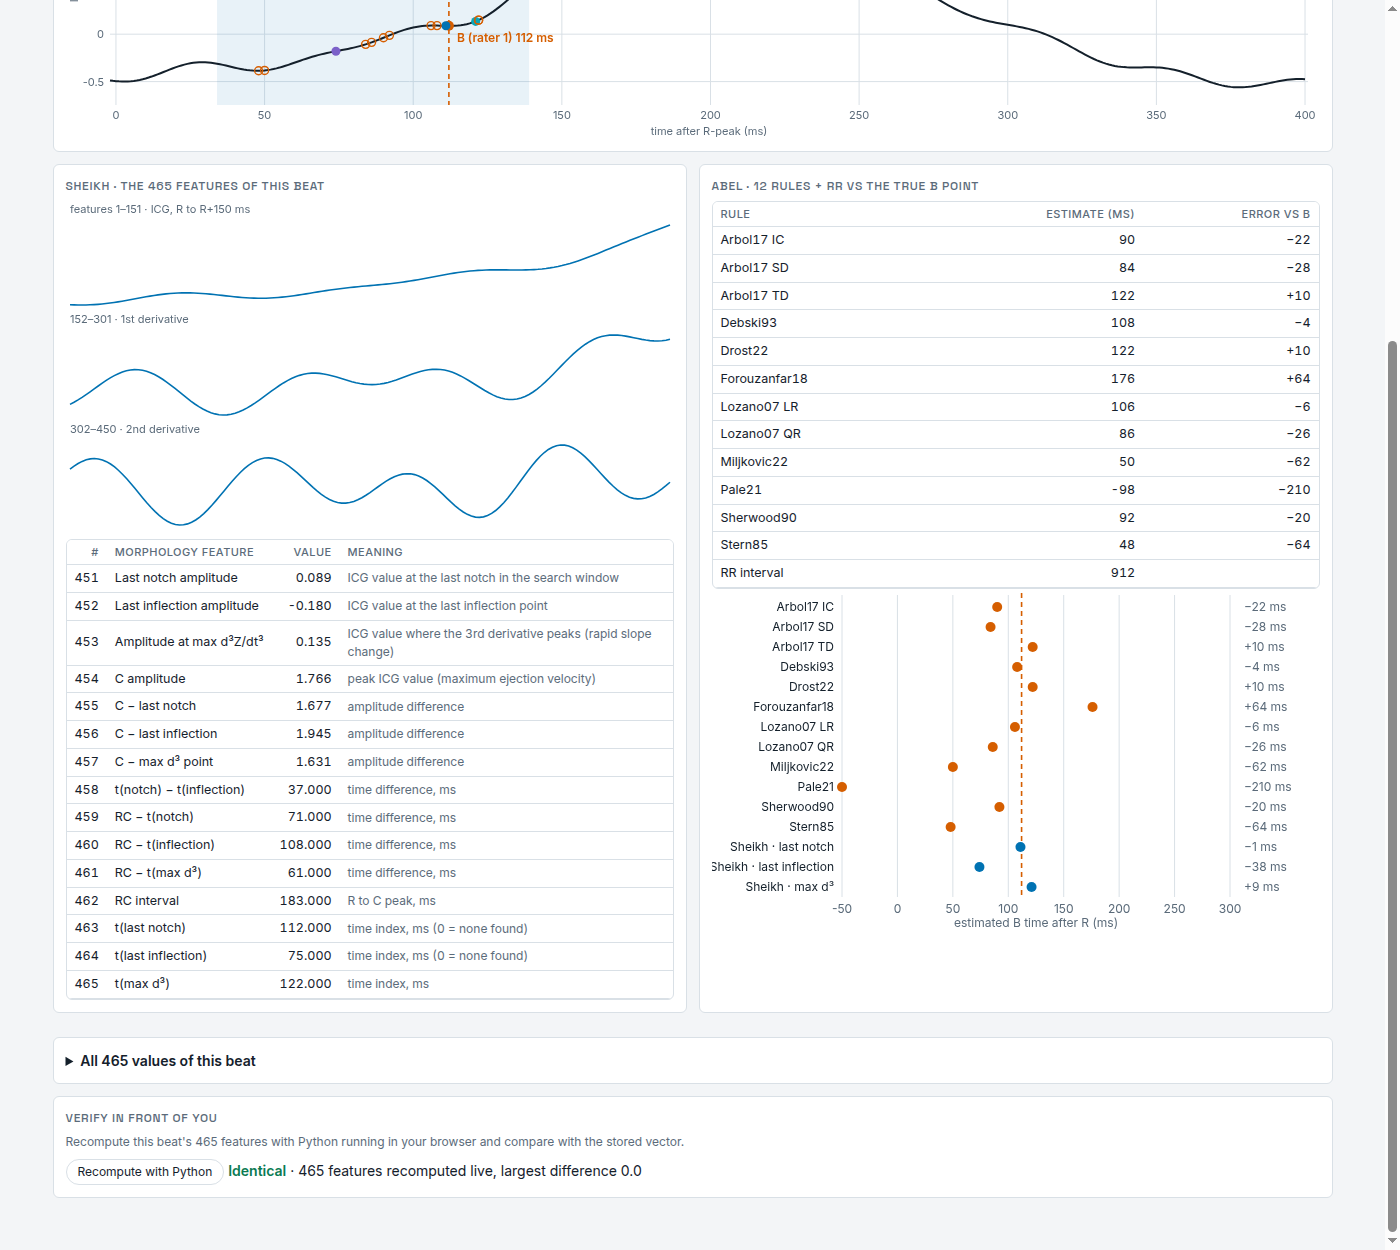 0
-0.5
B (rater 1) 112 ms
0 50 100 150 200 250 300 350 400
time after R-peak (ms)
SHEIKH · THE 465 FEATURES OF THIS BEAT
features 1–151 · ICG, R to R+150 ms
152–301 · 1st derivative
302–450 · 2nd derivative
# MORPHOLOGY FEATURE VALUE MEANING
451 Last notch amplitude 0.089 ICG value at the last notch in the search window
452 Last inflection amplitude -0.180 ICG value at the last inflection point
453 Amplitude at max d³Z/dt³ 0.135 ICG value where the 3rd derivative peaks (rapid slope
change)
454 C amplitude 1.766 peak ICG value (maximum ejection velocity)
455 C − last notch 1.677 amplitude difference
456 C − last inflection 1.945 amplitude difference
457 C − max d³ point 1.631 amplitude difference
458 t(notch) − t(inflection) 37.000 time difference, ms
459 RC − t(notch) 71.000 time difference, ms
460 RC − t(inflection) 108.000 time difference, ms
461 RC − t(max d³) 61.000 time difference, ms
462 RC interval 183.000 R to C peak, ms
463 t(last notch) 112.000 time index, ms (0 = none found)
464 t(last inflection) 75.000 time index, ms (0 = none found)
465 t(max d³) 122.000 time index, ms
ABEL · 12 RULES + RR VS THE TRUE B POINT
RULE ESTIMATE (MS) ERROR VS B
Arbol17 IC 90 −22
Arbol17 SD 84 −28
Arbol17 TD 122 +10
Debski93 108 −4
Drost22 122 +10
Forouzanfar18 176 +64
Lozano07 LR 106 −6
Lozano07 QR 86 −26
Miljkovic22 50 −62
Pale21 -98 −210
Sherwood90 92 −20
Stern85 48 −64
RR interval 912
Arbol17 IC −22 ms
Arbol17 SD −28 ms
Arbol17 TD +10 ms
Debski93 −4 ms
Drost22 +10 ms
Forouzanfar18 +64 ms
Lozano07 LR −6 ms
Lozano07 QR −26 ms
Miljkovic22 −62 ms
Pale21 −210 ms
Sherwood90 −20 ms
Stern85 −64 ms
Sheikh · last notch −1 ms
Sheikh · last inflection −38 ms
Sheikh · max d³ +9 ms
-50 0 50 100 150 200 250 300
estimated B time after R (ms)
▶ All 465 values of this beat
VERIFY IN FRONT OF YOU
Recompute this beat's 465 features with Python running in your browser and compare with the stored vector.
Recompute with Python Identical · 465 features recomputed live, largest difference 0.0